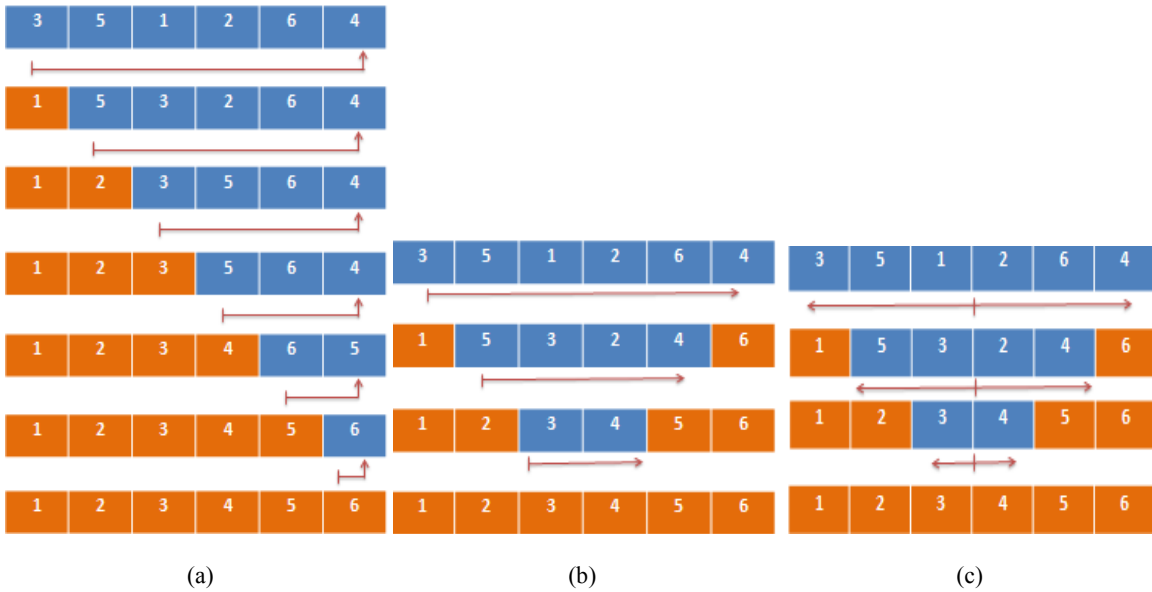 3 5 1 2 6 4
1 5 3 2 6 4
1 2 3 5 6 4
1 2 3 5 6 4
1 2 3 4 6 5
1 2 3 4 5 6
1 2 3 4 5 6
(a)
3 5 1 2 6 4
1 5 3 2 4 6
1 2 3 4 5 6
1 2 3 4 5 6
(b)
3 5 1 2 6 4
1 5 3 2 4 6
1 2 3 4 5 6
1 2 3 4 5 6
(c)